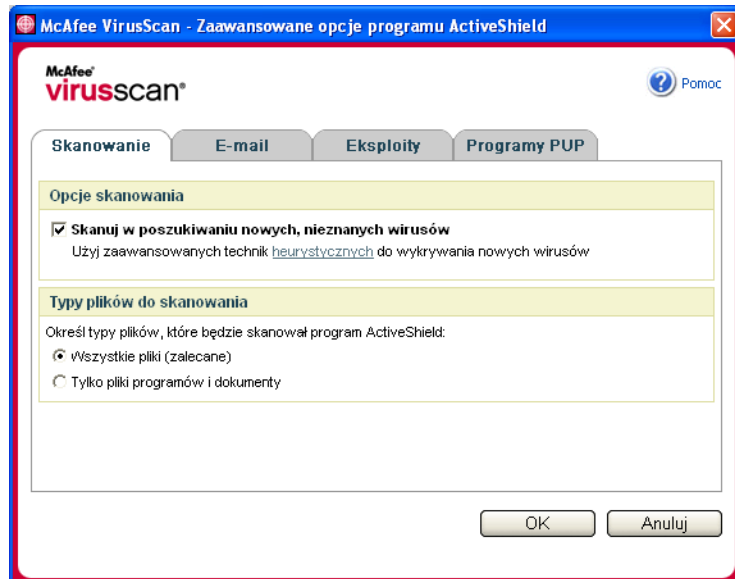 McAfee VirusScan - Zaawansowane opcje programu ActiveShield
McAfee®
virusscan®
? Pomoc
Skanowanie
E-mail
Eksploity
Programy PUP
Opcje skanowania
Skanuj w poszukiwaniu nowych, nieznanych wirusów
Użyj zaawansowanych technik heurystycznych do wykrywania nowych wirusów
Typy plików do skanowania
Określ typy plików, które będzie skanował program ActiveShield:
Wszystkie pliki (zalecane)
Tylko pliki programów i dokumenty
OK
Anuluj